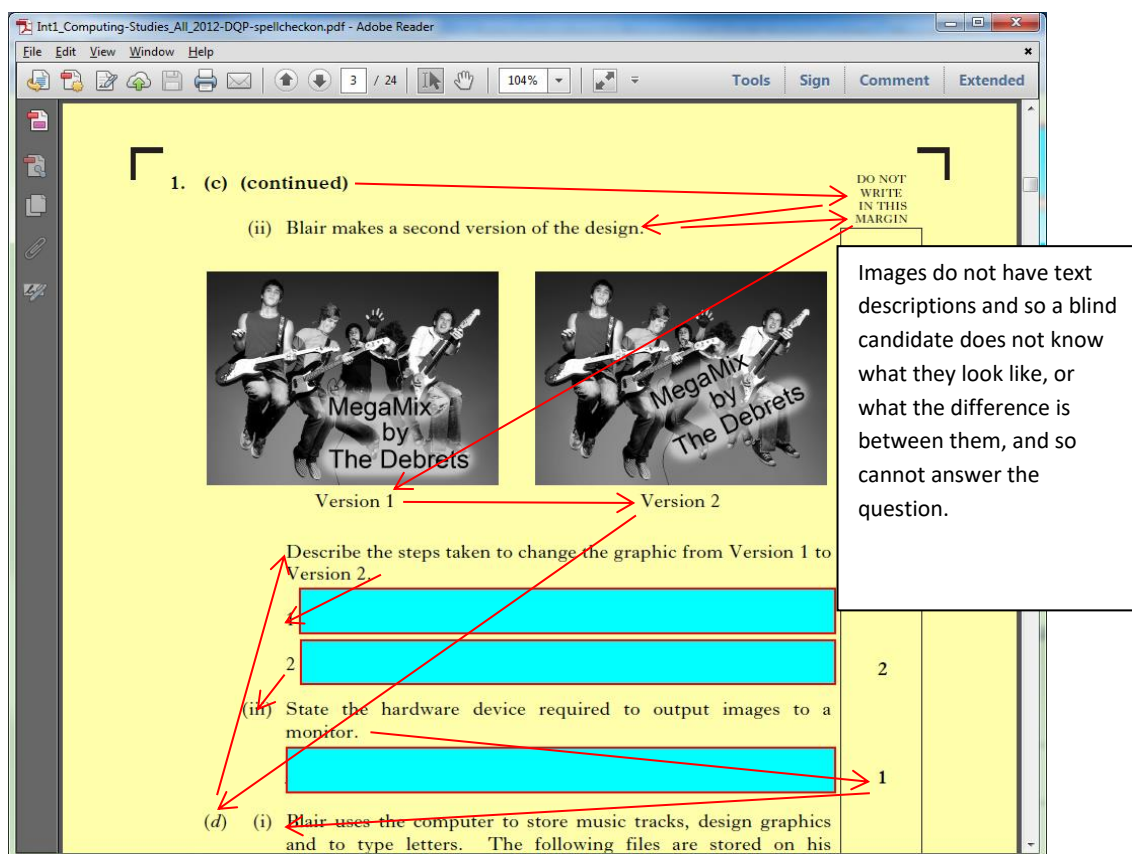 Int1_Computing-Studies_All_2012-DQP-spellcheckon.pdf - Adobe Reader
File Edit View Window Help
3 / 24 104% Tools Sign Comment Extended
1. (c) (continued)
DO NOT
WRITE
IN THIS
MARGIN
(ii) Blair makes a second version of the design.
MegaMix
by
The Debrets
MegaMix
by
The Debrets
Version 1
Version 2
Images do not have text
descriptions and so a blind
candidate does not know
what they look like, or
what the difference is
between them, and so
cannot answer the
question.
Describe the steps taken to change the graphic from Version 1 to
Version 2.
1
2
2
(iii) State the hardware device required to output images to a
monitor.
1
(d) (i) Blair uses the computer to store music tracks, design graphics
and to type letters. The following files are stored on his